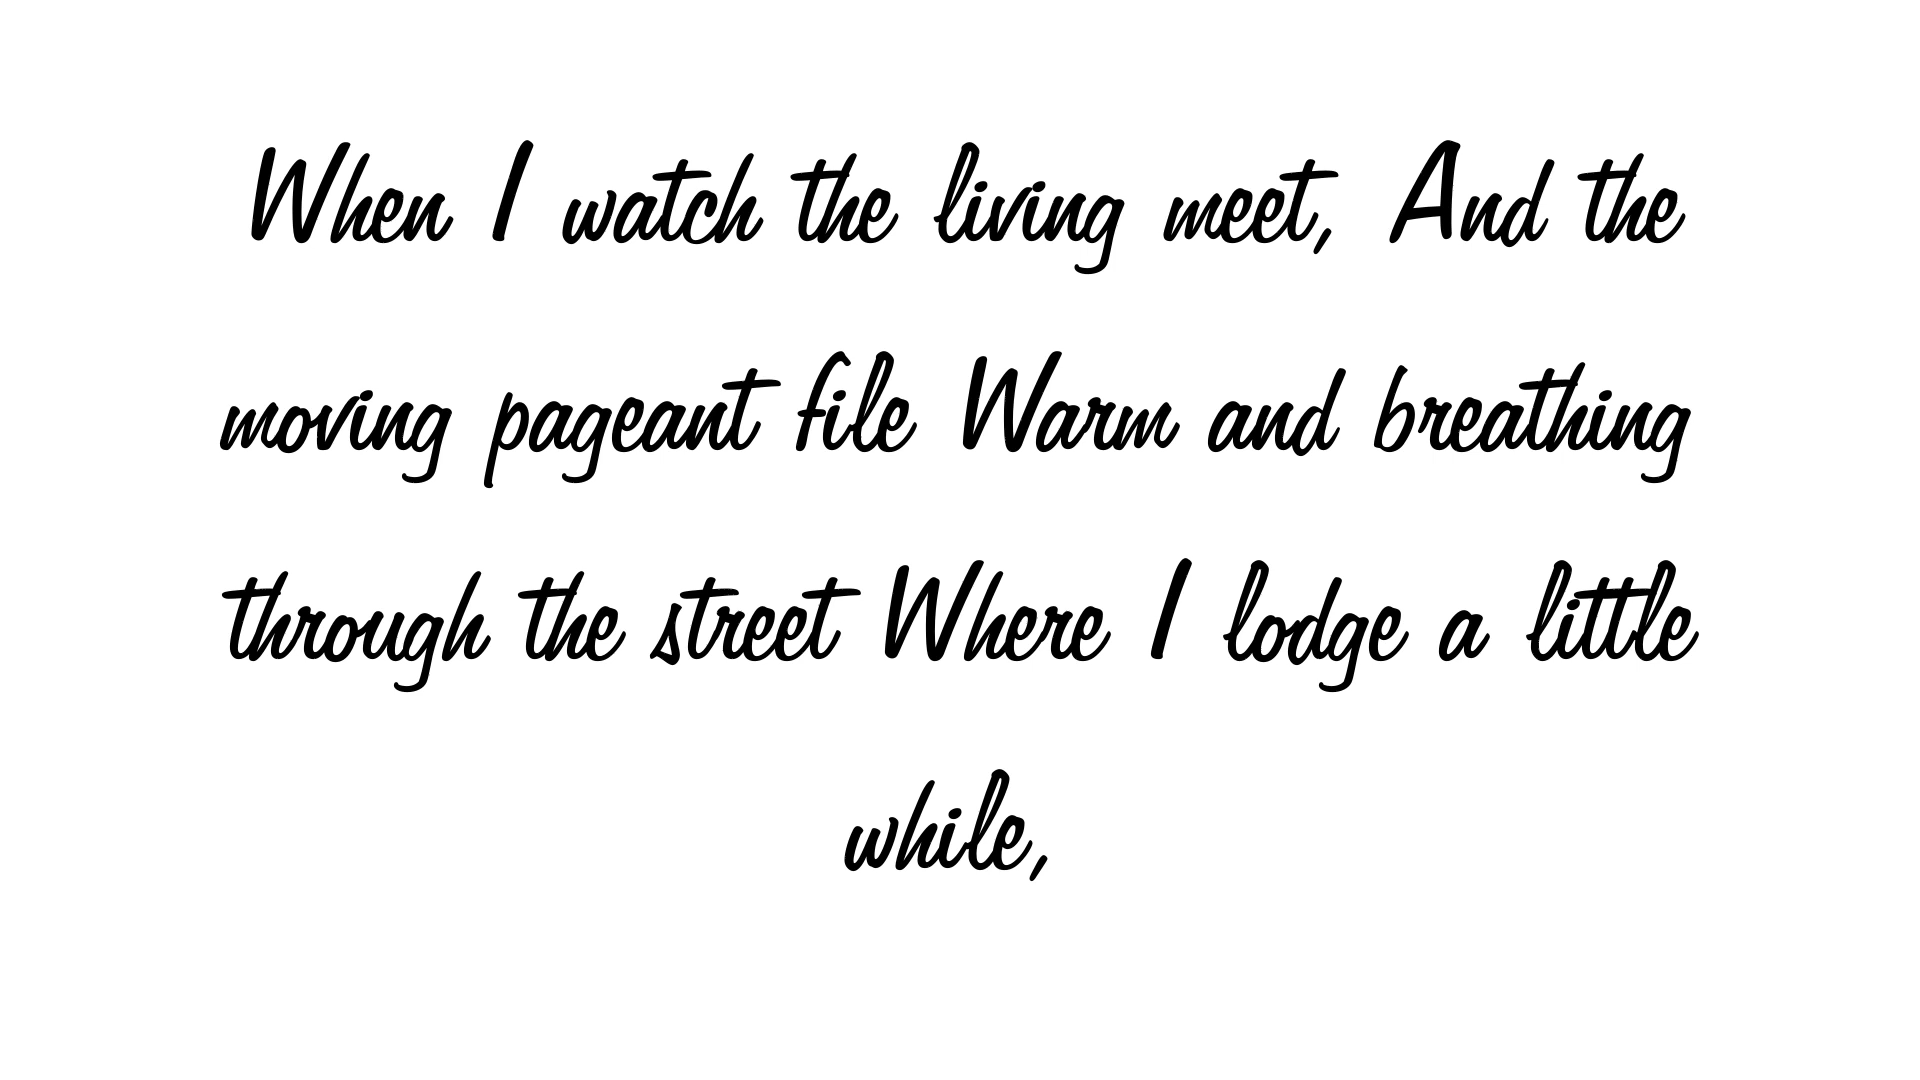 When I watch the living meet, And the
moving pageant file Warm and breathing
through the street Where I lodge a little
while,